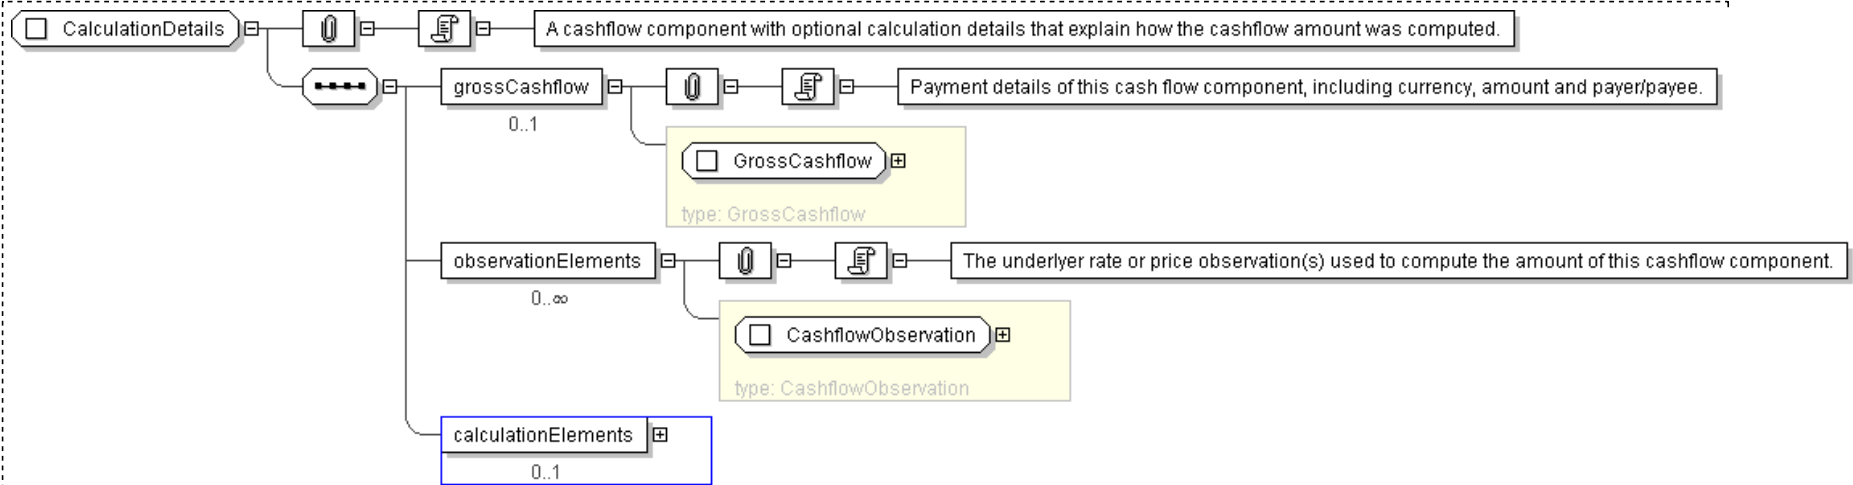 CalculationDetails
A cashflow component with optional calculation details that explain how the cashflow amount was computed.
grossCashflow
Payment details of this cash flow component, including currency, amount and payer/payee.
0..1
GrossCashflow
type: GrossCashflow
observationElements
The underlyer rate or price observation(s) used to compute the amount of this cashflow component.
0..∞
CashflowObservation
type: CashflowObservation
calculationElements
0..1